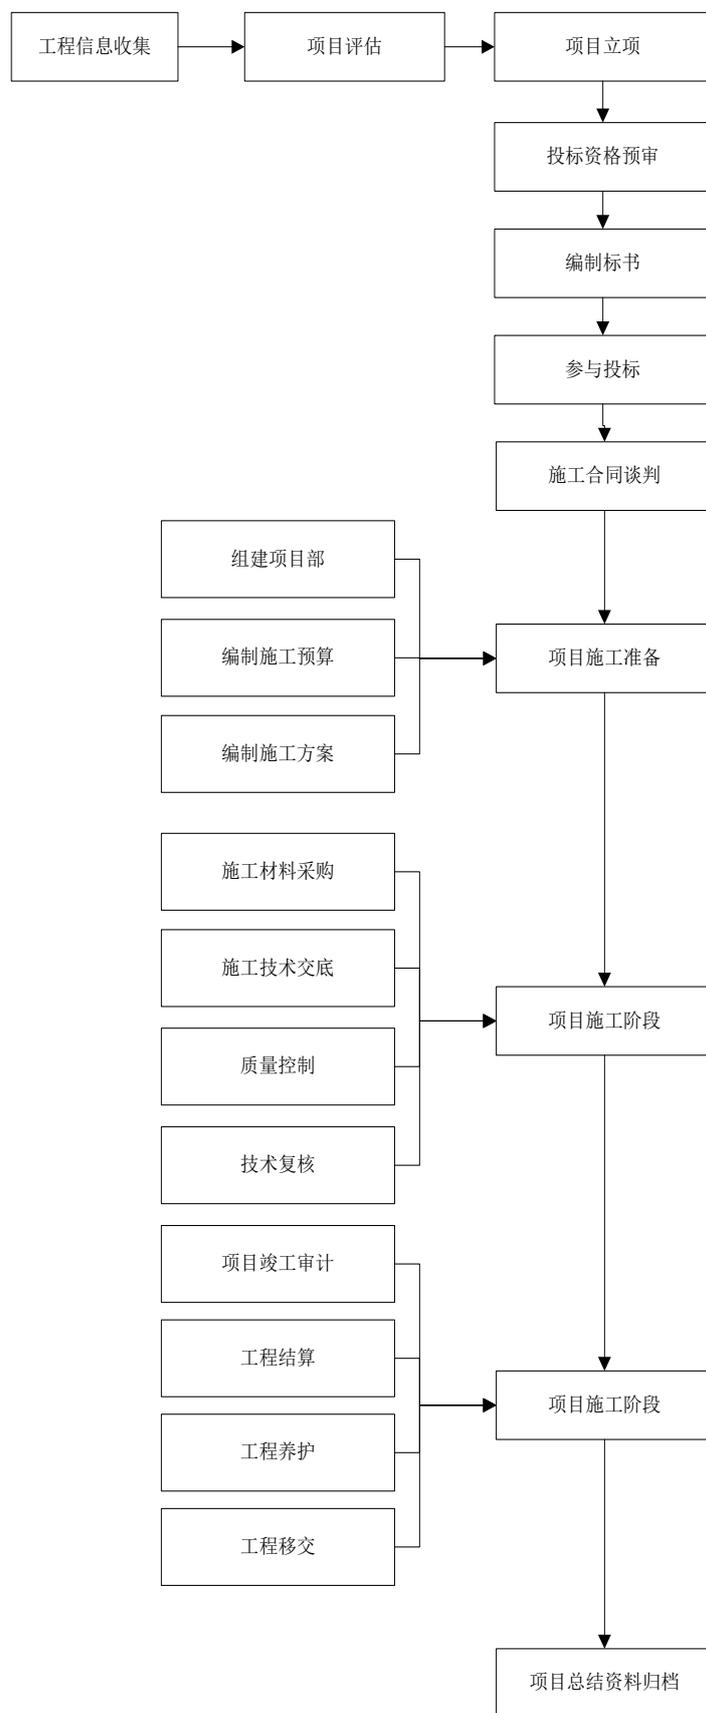 工程信息收集
项目评估
项目立项
投标资格预审
编制标书
参与投标
施工合同谈判
组建项目部
编制施工预算
项目施工准备
编制施工方案
施工材料采购
施工技术交底
项目施工阶段
质量控制
技术复核
项目竣工审计
工程结算
项目施工阶段
工程养护
工程移交
项目总结资料归档